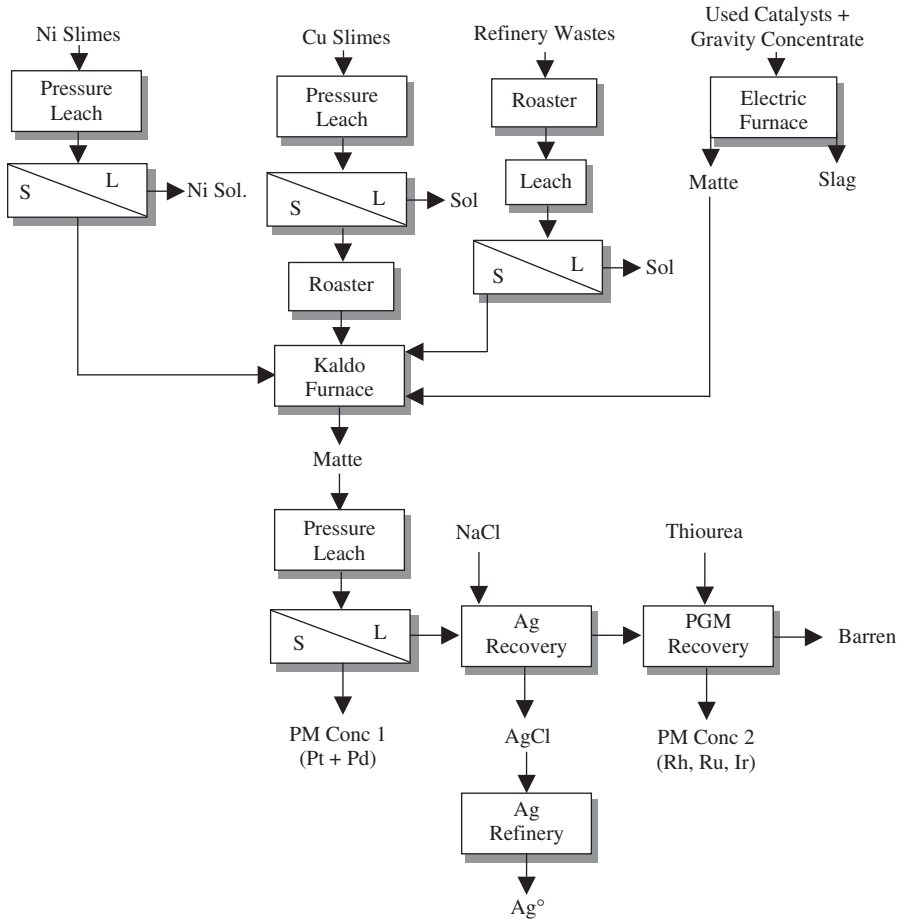 Ni Slimes
Cu Slimes
Refinery Wastes
Used Catalysts +
Gravity Concentrate
Pressure
Leach
Pressure
Leach
Roaster
Electric
Furnace
S
L
Ni Sol.
S
L
Sol
Leach
Matte
Slag
Roaster
S
L
Sol
Kaldo
Furnace
Matte
Pressure
Leach
NaCl
Thiourea
S
L
Ag
Recovery
PGM
Recovery
Barren
PM Conc 1
(Pt + Pd)
AgCl
PM Conc 2
(Rh, Ru, Ir)
Ag
Refinery
Ag°